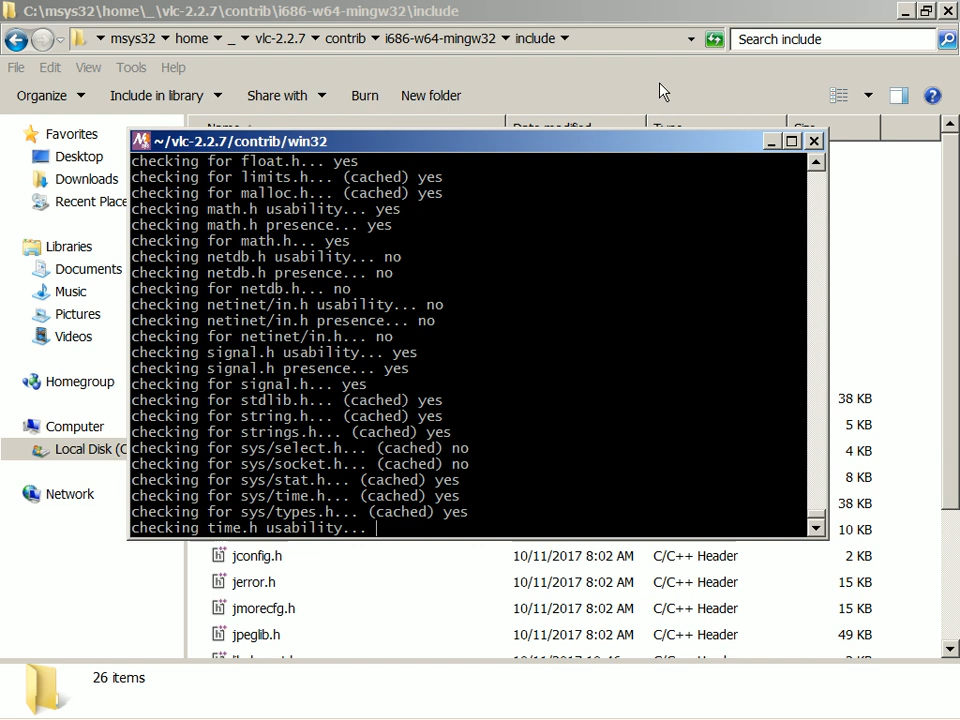 C:\msys32\home\_\vlc-2.2.7\contrib\i686-w64-mingw32\include
msys32 home _ vlc-2.2.7 contrib i686-w64-mingw32 include Search include
File Edit View Tools Help
Organize Include in library Share with Burn New folder
Favorites
Desktop
Downloads
Recent Place
Libraries
Documents
Music
Pictures
Videos
Homegroup
Computer
Local Disk (C
Network
Name Date modified Type Size
~/vlc-2.2.7/contrib/win32
checking for float.h... yes
checking for limits.h... (cached) yes
checking for malloc.h... (cached) yes
checking math.h usability... yes
checking math.h presence... yes
checking for math.h... yes
checking netdb.h usability... no
checking netdb.h presence... no
checking for netdb.h... no
checking netinet/in.h usability... no
checking netinet/in.h presence... no
checking for netinet/in.h... no
checking signal.h usability... yes
checking signal.h presence... yes
checking for signal.h... yes
checking for stdlib.h... (cached) yes
checking for string.h... (cached) yes
checking for strings.h... (cached) yes
checking for sys/select.h... (cached) no
checking for sys/socket.h... (cached) no
checking for sys/stat.h... (cached) yes
checking for sys/time.h... (cached) yes
checking for sys/types.h... (cached) yes
checking time.h usability...
38 KB
5 KB
4 KB
8 KB
38 KB
10 KB
jconfig.h 10/11/2017 8:02 AM C/C++ Header 2 KB
jerror.h 10/11/2017 8:02 AM C/C++ Header 15 KB
jmorecfg.h 10/11/2017 8:02 AM C/C++ Header 15 KB
jpeglib.h 10/11/2017 8:02 AM C/C++ Header 49 KB
26 items